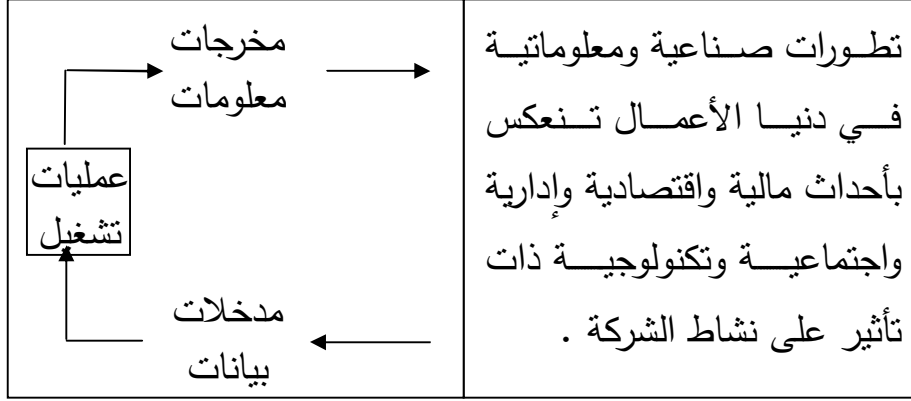 تطورات صناعية ومعلوماتية
في دنيا الأعمال تنعكس
بأحداث مالية واقتصادية وإدارية
واجتماعية وتكنولوجية ذات
تأثير على نشاط الشركة .
مخرجات
معلومات
عمليات
تشغيل
مدخلات
بيانات